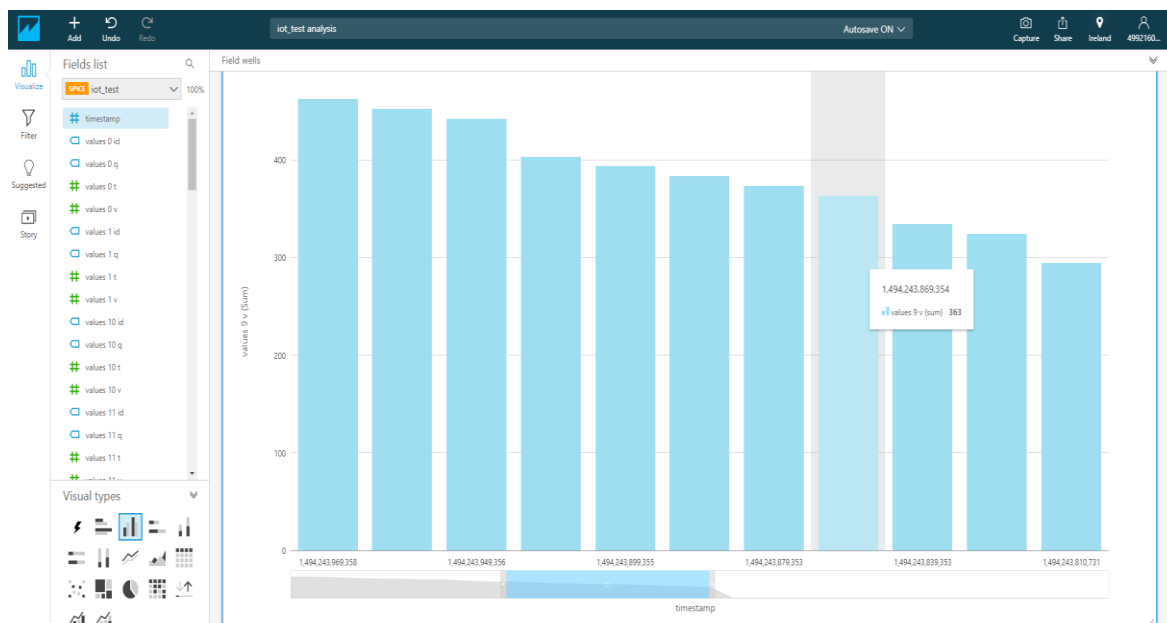 Add
Undo
Redo
iot_test analysis
Autosave ON
Capture
Share
Ireland
4992160...
Visualize
Filter
Suggested
Story
Fields list
SPICE iot_test
100%
timestamp
values 0 id
values 0 q
values 0 t
values 0 v
values 1 id
values 1 q
values 1 t
values 1 v
values 10 id
values 10 q
values 10 t
values 10 v
values 11 id
values 11 q
values 11 t
values 11 v
Visual types
Field wells
values 9 v (Sum)
400
300
200
100
0
1,494,243,869,354
values 9 v (sum) 363
1,494,243,969,358
1,494,243,949,356
1,494,243,899,355
1,494,243,879,353
1,494,243,839,353
1,494,243,810,731
timestamp